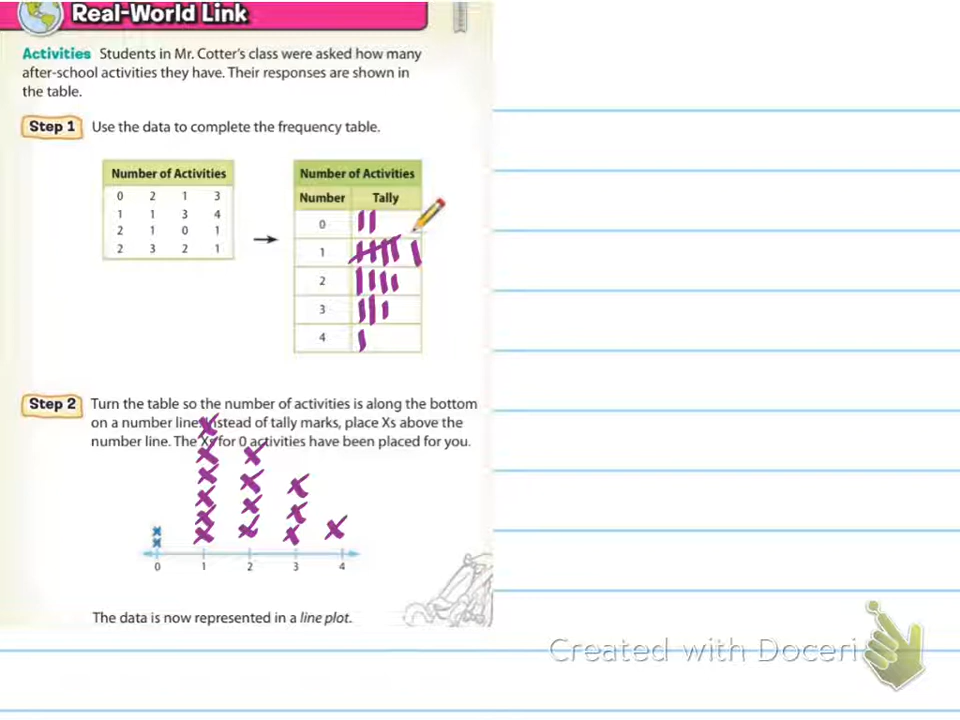 Real-World Link
Activities Students in Mr. Cotter's class were asked how many
after-school activities they have. Their responses are shown in
the table.
Step 1 Use the data to complete the frequency table.
Number of Activities
0 2 1 3
1 1 3 4
2 1 0 1
2 3 2 1
Number of Activities
Number Tally
0
1
2
3
4
Step 2 Turn the table so the number of activities is along the bottom
on a number line. Instead of tally marks, place Xs above the
number line. The Xs for 0 activities have been placed for you.
0 1 2 3 4
The data is now represented in a line plot.
Created with Doceri